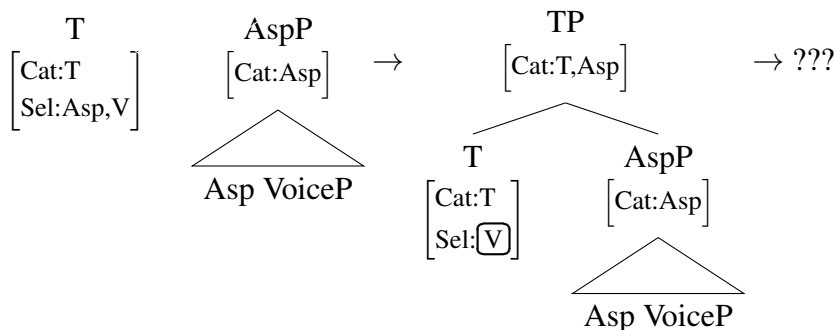 T AspP → TP → ???
[Cat:T
Sel:Asp,V] [Cat:Asp] [Cat:T,Asp]
Asp VoiceP
T AspP
[Cat:T
Sel:V] [Cat:Asp]
Asp VoiceP